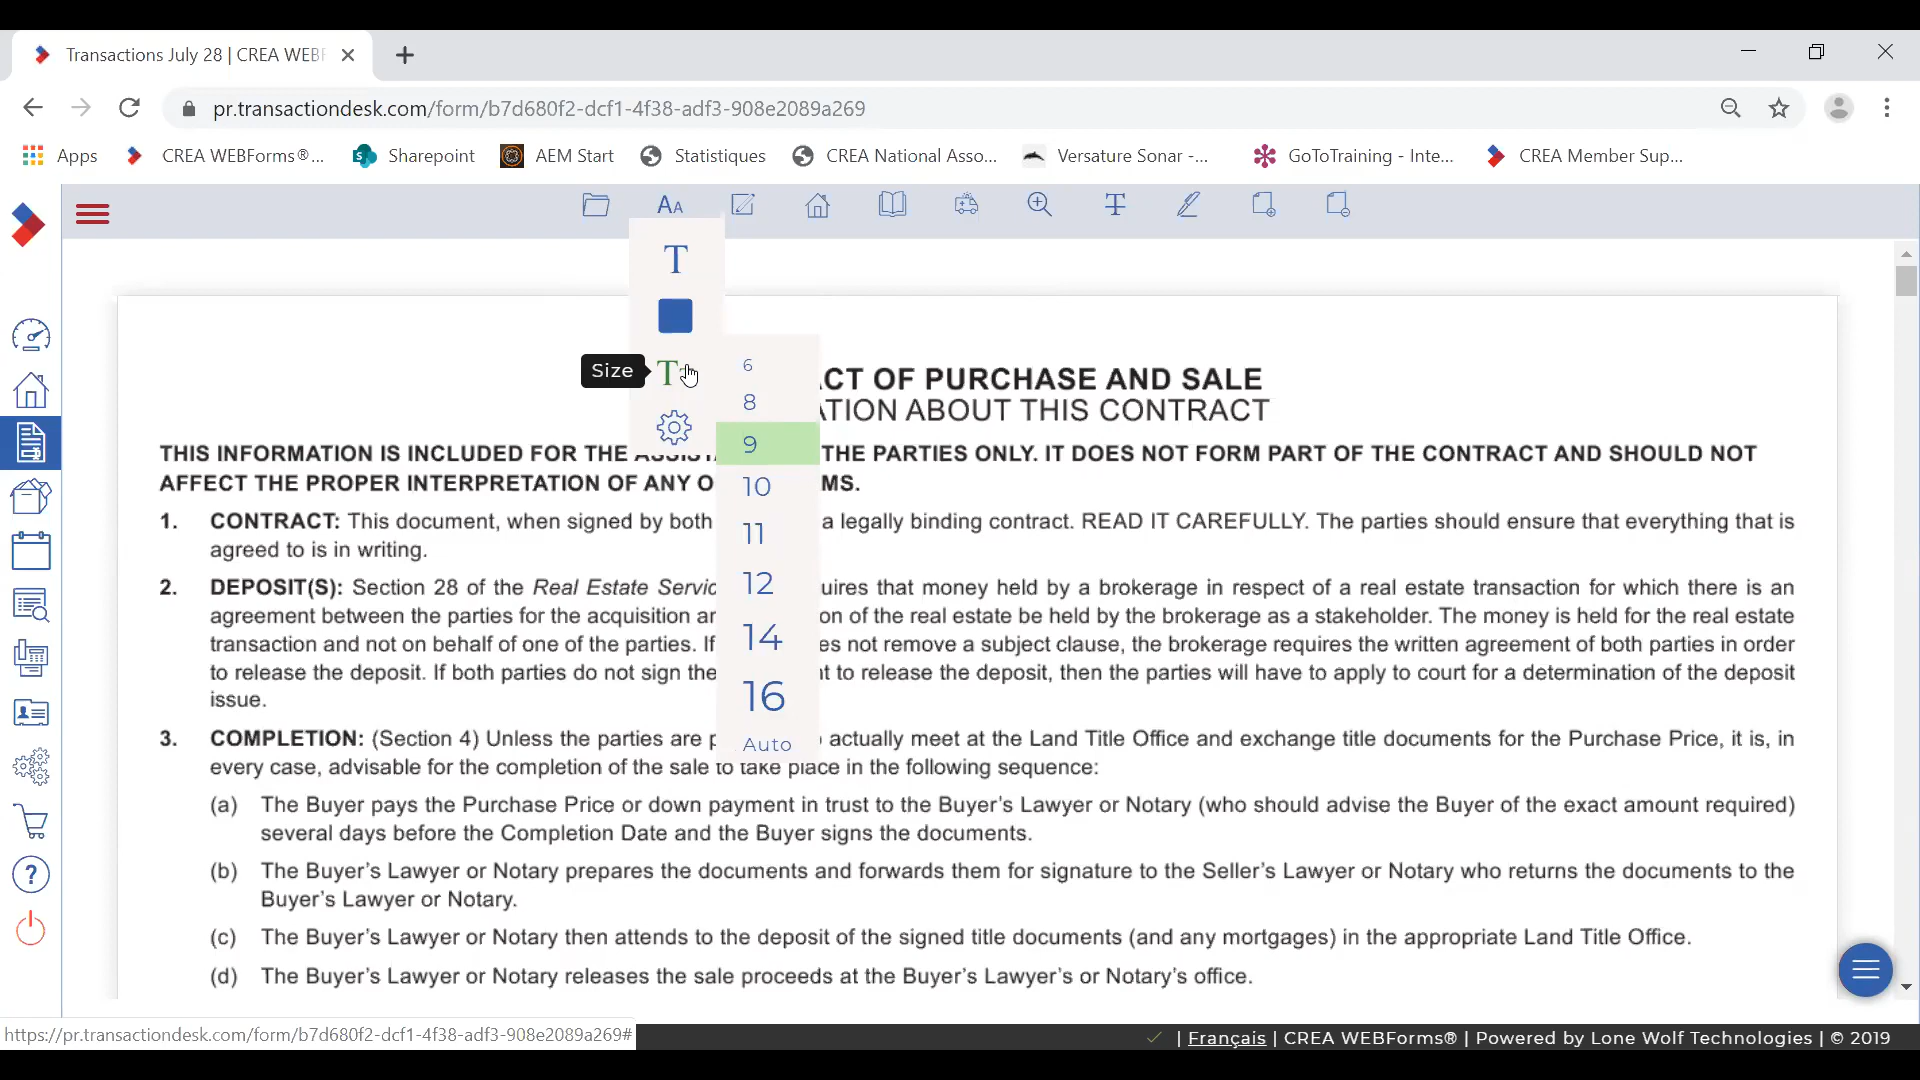 Transactions July 28 | CREA WEBF
pr.transactiondesk.com/form/b7d680f2-dcf1-4f38-adf3-908e2089a269
Apps CREA WEBForms®... Sharepoint AEM Start Statistiques CREA National Asso... Versature Sonar -... GoToTraining - Inte... CREA Member Sup...
AA
T
Size T
6
8
9
10
11
12
14
16
Auto
CT OF PURCHASE AND SALE
ATION ABOUT THIS CONTRACT
THIS INFORMATION IS INCLUDED FOR THE THE PARTIES ONLY. IT DOES NOT FORM PART OF THE CONTRACT AND SHOULD NOT
AFFECT THE PROPER INTERPRETATION OF ANY O MS.
1. CONTRACT: This document, when signed by both a legally binding contract. READ IT CAREFULLY. The parties should ensure that everything that is
agreed to is in writing.
2. DEPOSIT(S): Section 28 of the Real Estate Servic uires that money held by a brokerage in respect of a real estate transaction for which there is an
agreement between the parties for the acquisition an on of the real estate be held by the brokerage as a stakeholder. The money is held for the real estate
transaction and not on behalf of one of the parties. If es not remove a subject clause, the brokerage requires the written agreement of both parties in order
to release the deposit. If both parties do not sign the t to release the deposit, then the parties will have to apply to court for a determination of the deposit
issue.
3. COMPLETION: (Section 4) Unless the parties are p actually meet at the Land Title Office and exchange title documents for the Purchase Price, it is, in
every case, advisable for the completion of the sale to take place in the following sequence:
(a) The Buyer pays the Purchase Price or down payment in trust to the Buyer's Lawyer or Notary (who should advise the Buyer of the exact amount required)
several days before the Completion Date and the Buyer signs the documents.
(b) The Buyer's Lawyer or Notary prepares the documents and forwards them for signature to the Seller's Lawyer or Notary who returns the documents to the
Buyer's Lawyer or Notary.
(c) The Buyer's Lawyer or Notary then attends to the deposit of the signed title documents (and any mortgages) in the appropriate Land Title Office.
(d) The Buyer's Lawyer or Notary releases the sale proceeds at the Buyer's Lawyer's or Notary's office.
https://pr.transactiondesk.com/form/b7d680f2-dcf1-4f38-adf3-908e2089a269#
| Français | CREA WEBForms® | Powered by Lone Wolf Technologies | © 2019